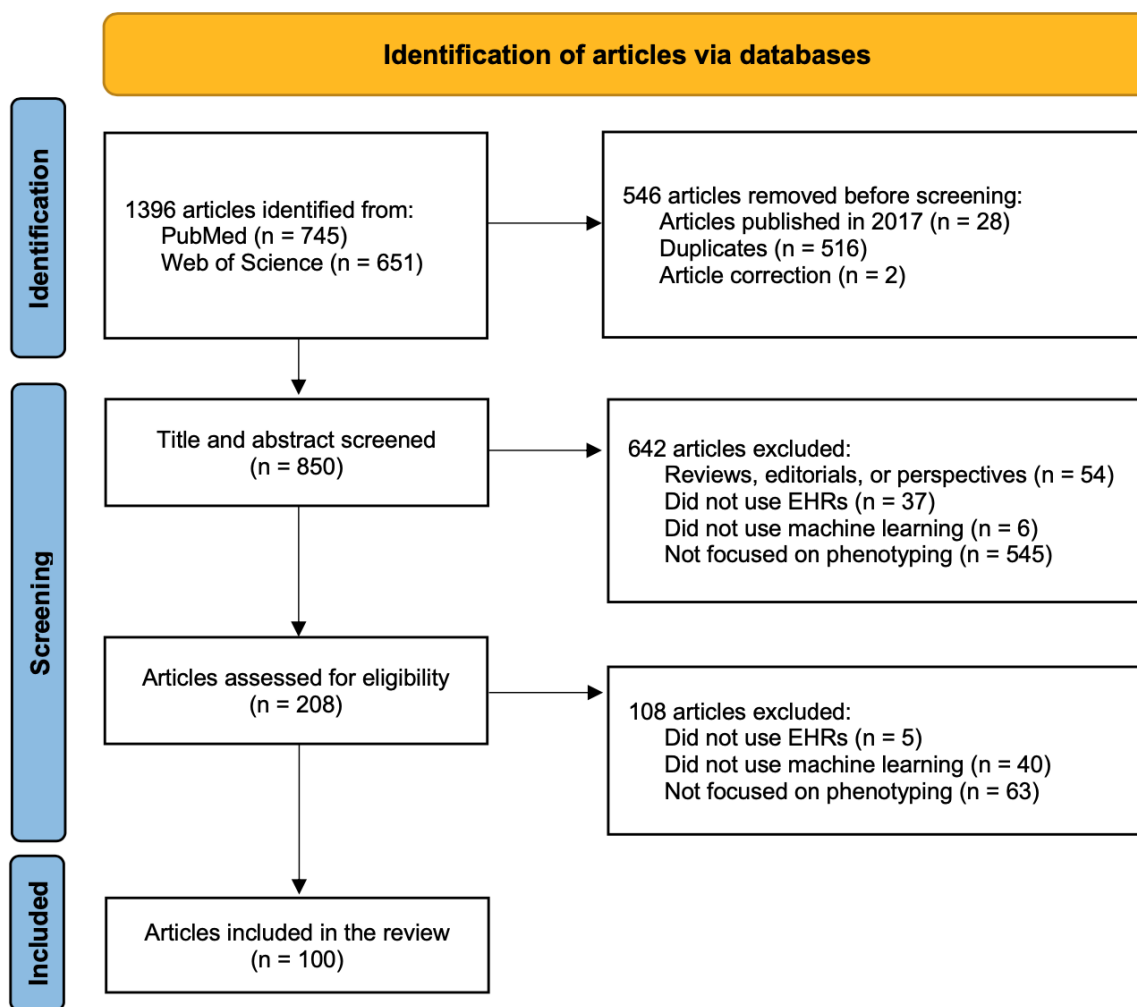 Identification of articles via databases
Identification
1396 articles identified from:
PubMed (n = 745)
Web of Science (n = 651)
546 articles removed before screening:
Articles published in 2017 (n = 28)
Duplicates (n = 516)
Article correction (n = 2)
Screening
Title and abstract screened
(n = 850)
642 articles excluded:
Reviews, editorials, or perspectives (n = 54)
Did not use EHRs (n = 37)
Did not use machine learning (n = 6)
Not focused on phenotyping (n = 545)
Articles assessed for eligibility
(n = 208)
108 articles excluded:
Did not use EHRs (n = 5)
Did not use machine learning (n = 40)
Not focused on phenotyping (n = 63)
Included
Articles included in the review
(n = 100)